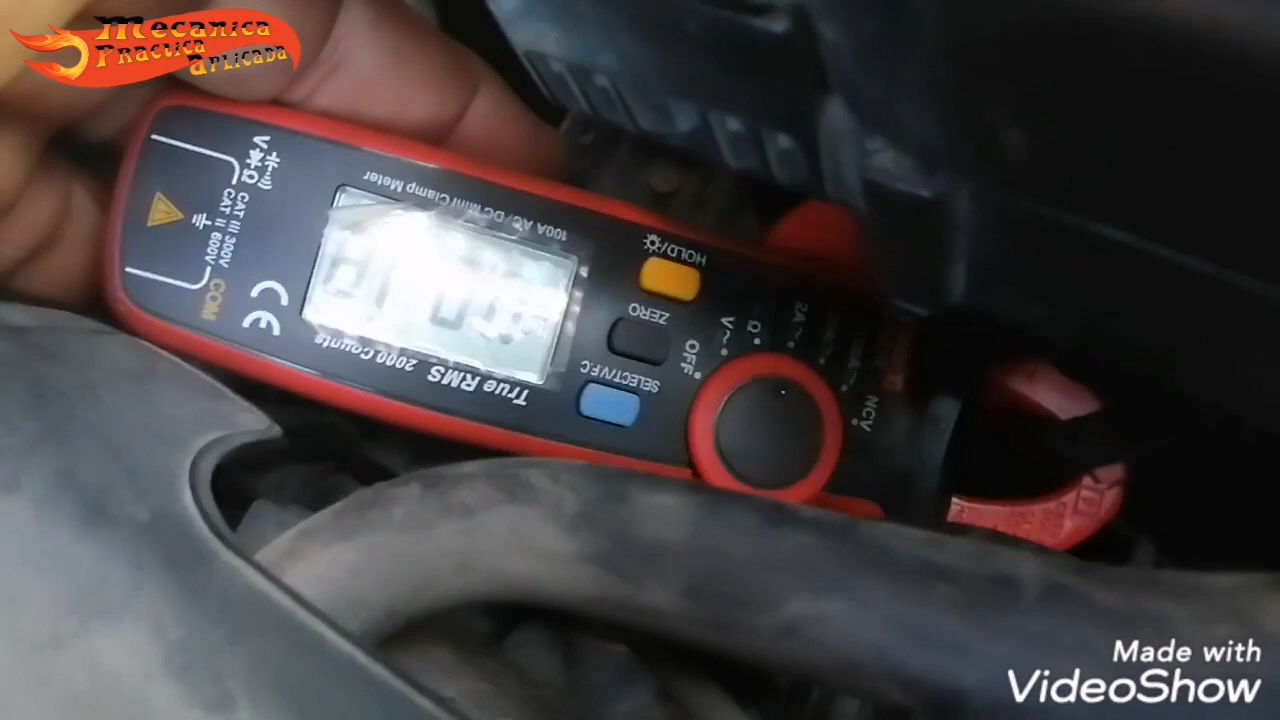 Mecanica
Practica
aplicada
100A AC/DC Mini Clamp Meter
V Ω
CAT III 300V
CAT II 600V
COM
CE
True RMS 2000 Counts
HOLD/
ZERO
SELECT/V.F.C
OFF
V~
Ω
2A~
NCV
Made with
VideoShow